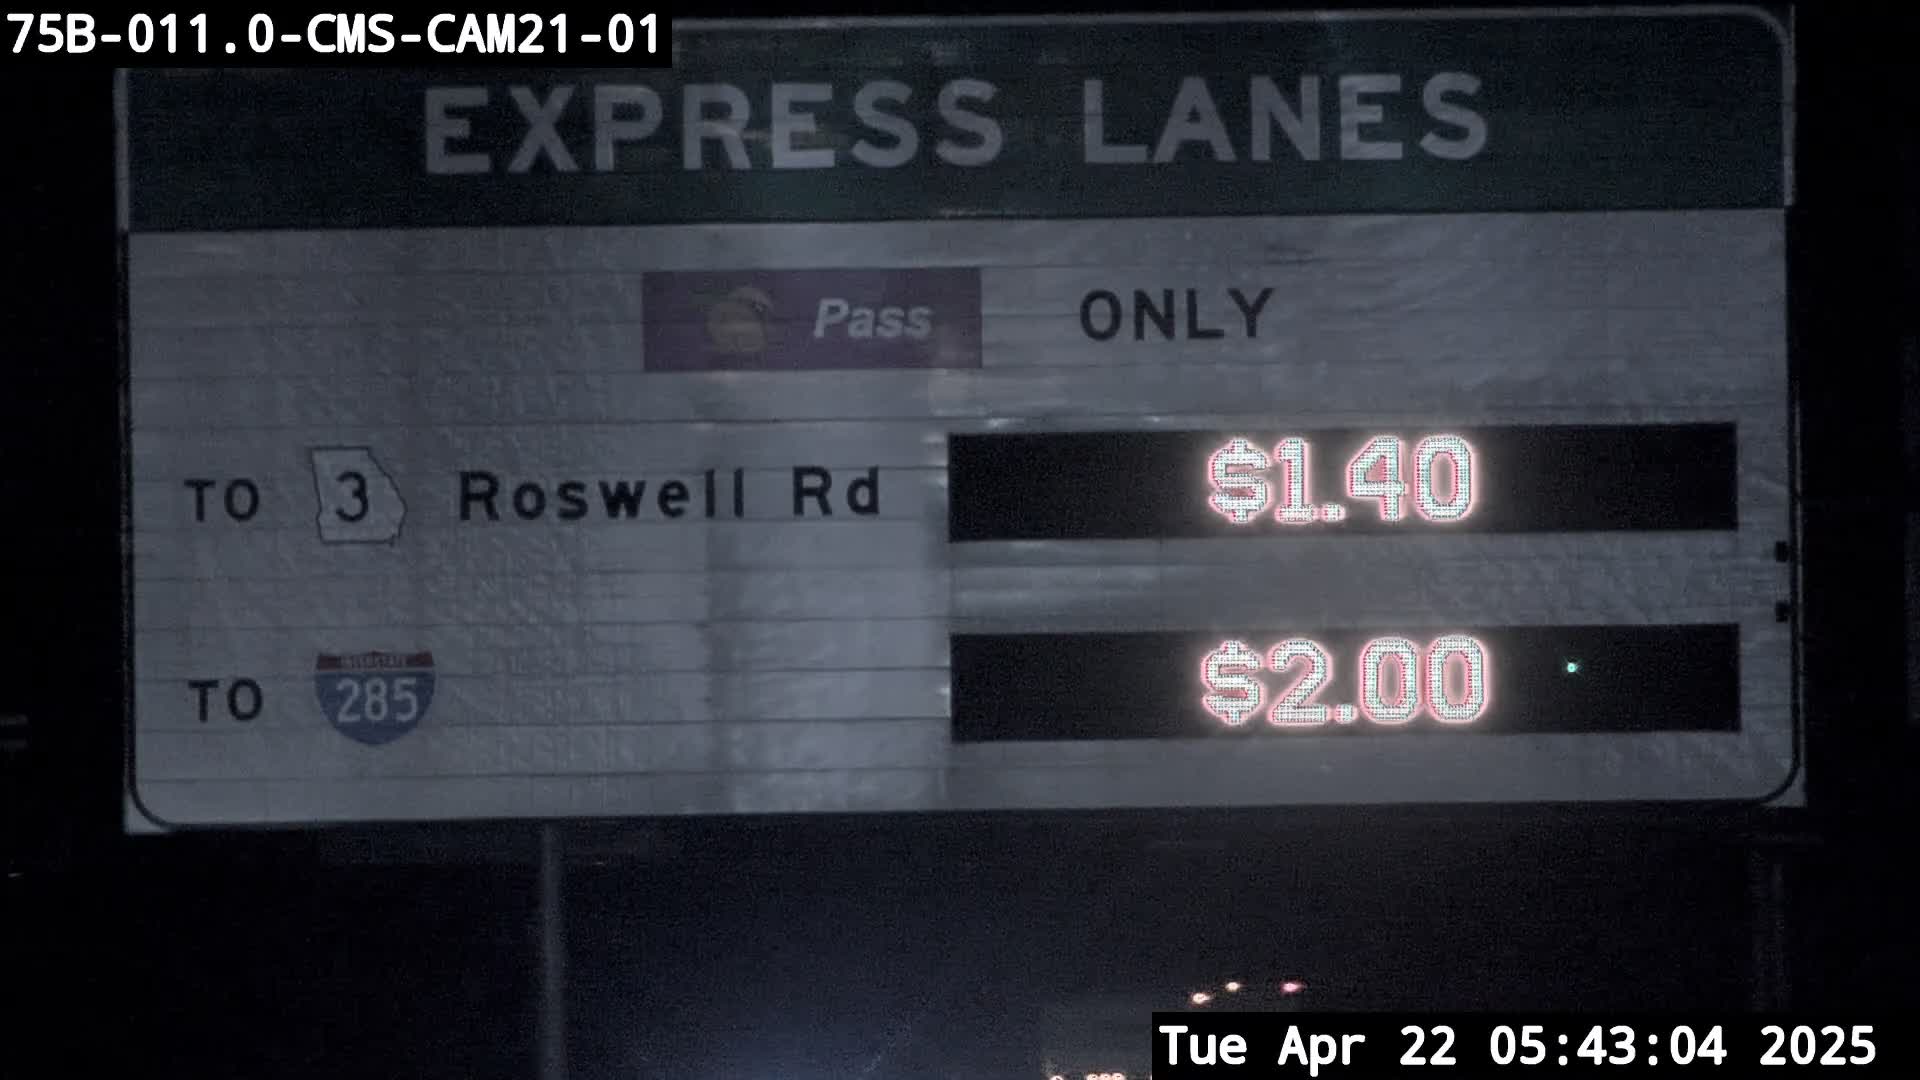 75B-011.0-CMS-CAM21-01
EXPRESS LANES
Pass ONLY
TO 3 Roswell Rd $1.40
TO INTERSTATE 285 $2.00
Tue Apr 22 05:43:04 2025